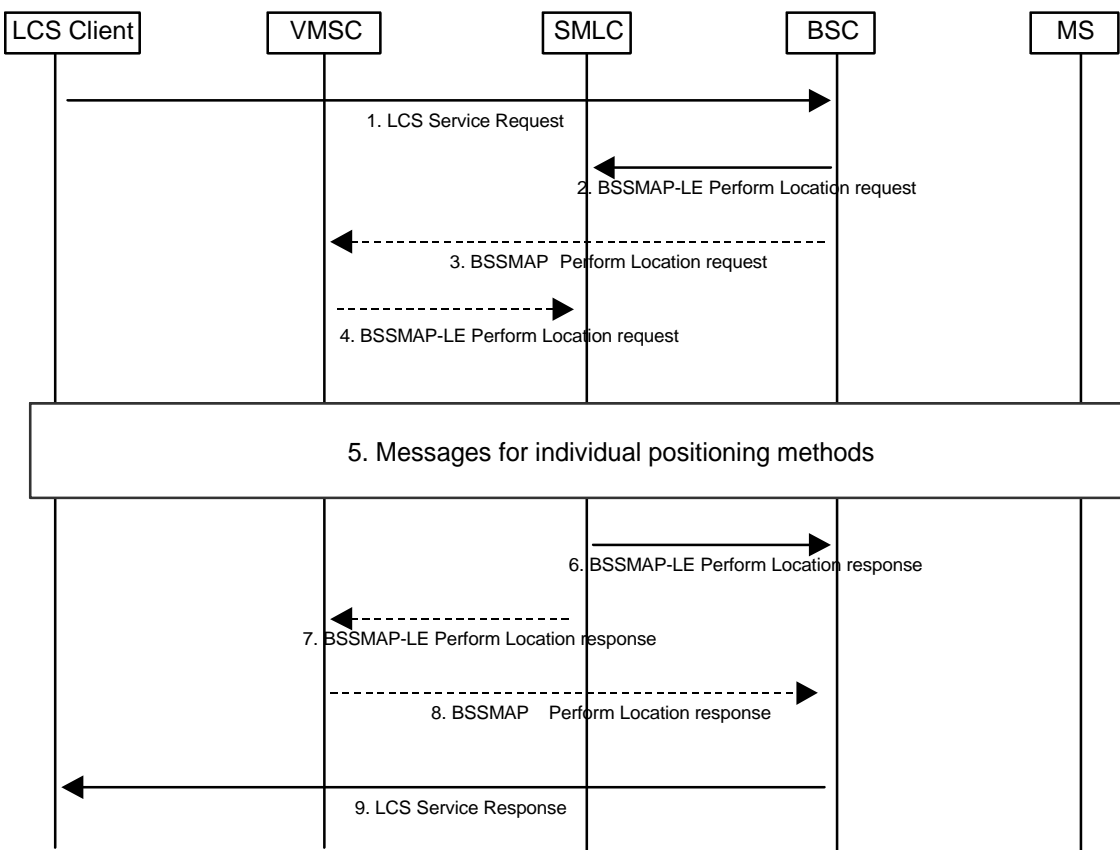 LCS Client
VMSC
SMLC
BSC
MS
1. LCS Service Request
2. BSSMAP-LE Perform Location request
3. BSSMAP Perform Location request
4. BSSMAP-LE Perform Location request
5. Messages for individual positioning methods
6. BSSMAP-LE Perform Location response
7. BSSMAP-LE Perform Location response
8. BSSMAP Perform Location response
9. LCS Service Response